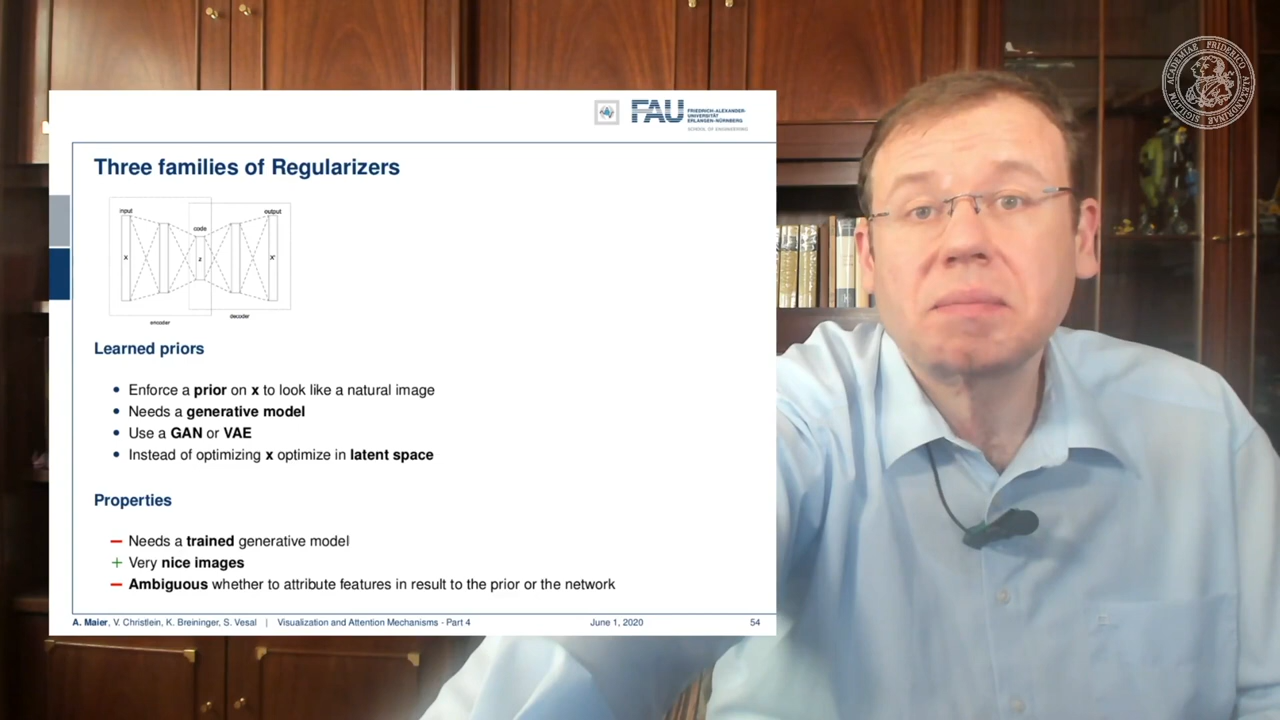 FAU
FRIEDRICH-ALEXANDER-
UNIVERSITÄT
ERLANGEN-NÜRNBERG
SCHOOL OF ENGINEERING
Three families of Regularizers
input
output
code
X
z
X'
encoder
decoder
Learned priors
• Enforce a prior on x to look like a natural image
• Needs a generative model
• Use a GAN or VAE
• Instead of optimizing x optimize in latent space
Properties
− Needs a trained generative model
+ Very nice images
− Ambiguous whether to attribute features in result to the prior or the network
A. Maier, V. Christlein, K. Breininger, S. Vesal | Visualization and Attention Mechanisms - Part 4 June 1, 2020 54